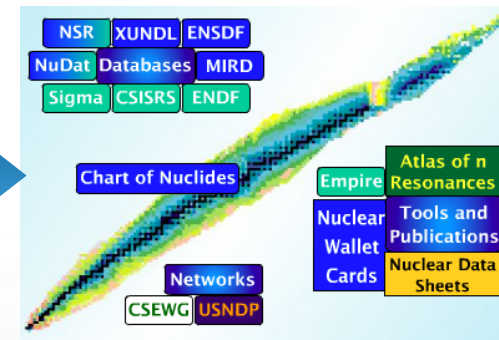 NSR XUNDL ENSDF
NuDat Databases MIRD
Sigma CSISRS ENDF
Chart of Nuclides
Empire
Atlas of n
Resonances
Nuclear
Wallet
Cards
Tools and
Publications
Nuclear Data
Sheets
Networks
CSEWG USNDP